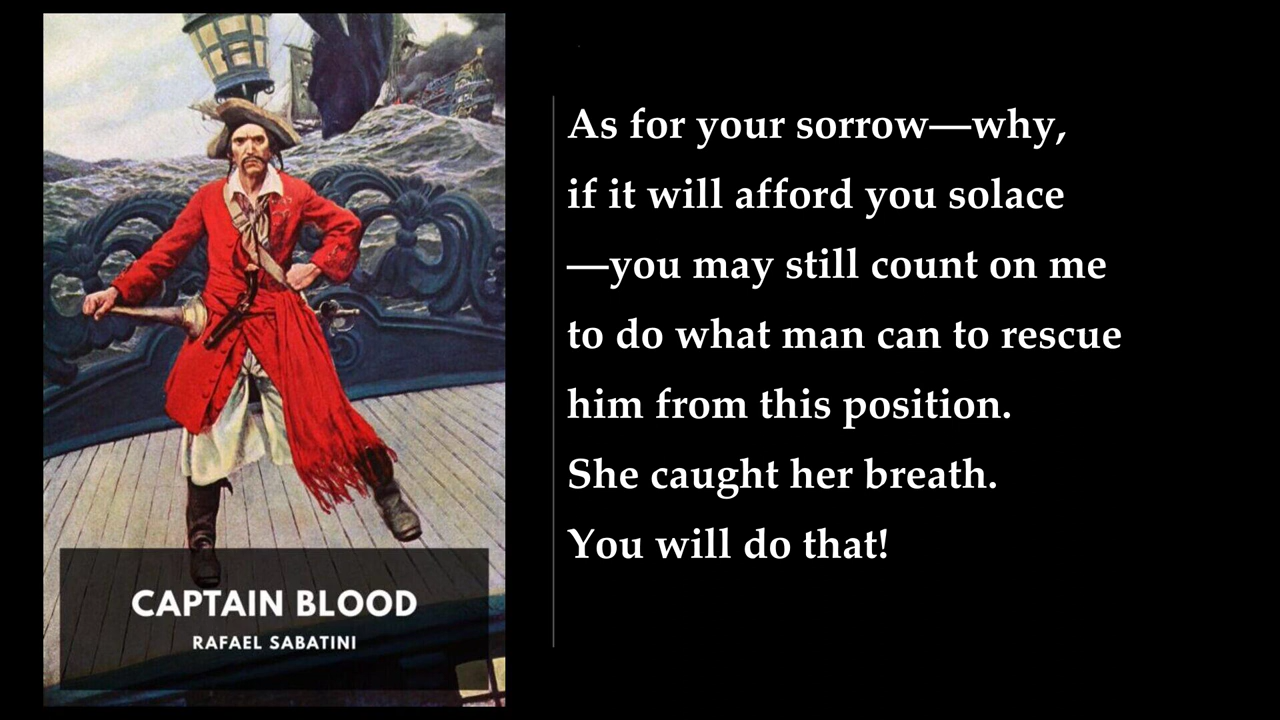 CAPTAIN BLOOD
RAFAEL SABATINI
As for your sorrow—why,
if it will afford you solace
—you may still count on me
to do what man can to rescue
him from this position.
She caught her breath.
You will do that!